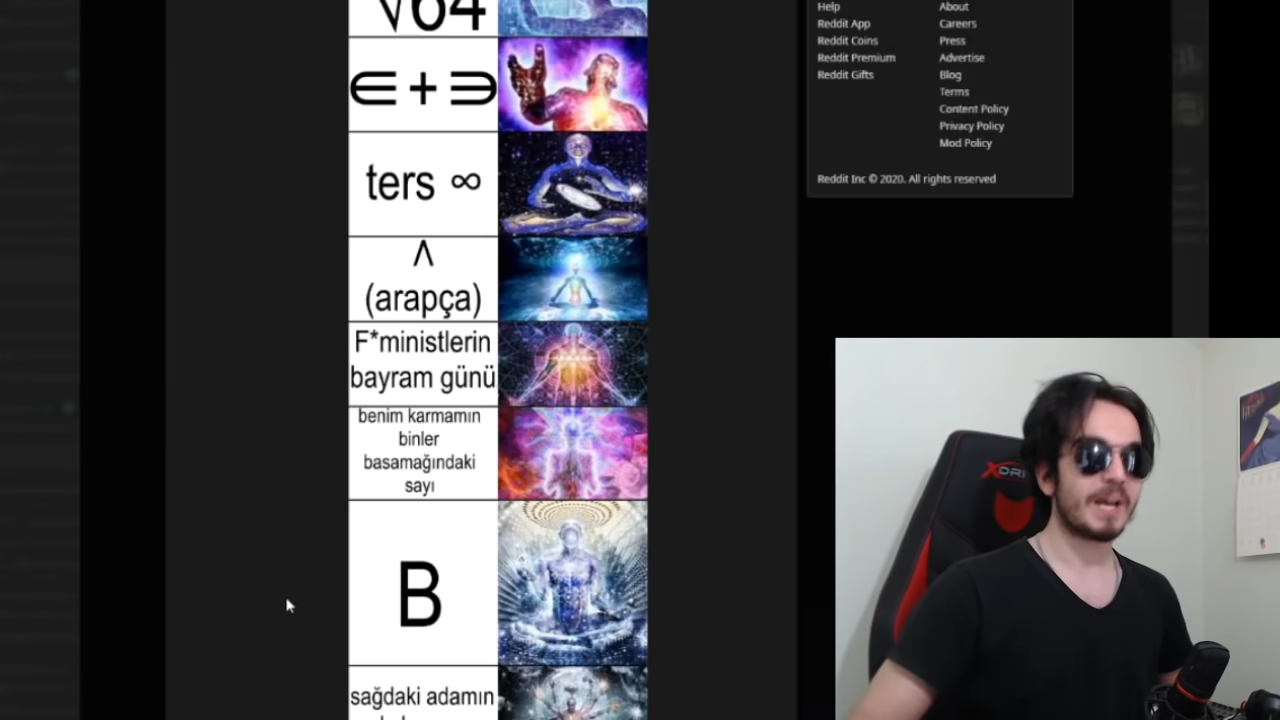 √64
∈+∋
ters ∞
٨
(arapça)
F*ministlerin
bayram günü
benim karmamın
binler
basamağındaki
sayı
B
sağdaki adamın
Help
Reddit App
Reddit Coins
Reddit Premium
Reddit Gifts
About
Careers
Press
Advertise
Blog
Terms
Content Policy
Privacy Policy
Mod Policy
Reddit Inc © 2020. All rights reserved